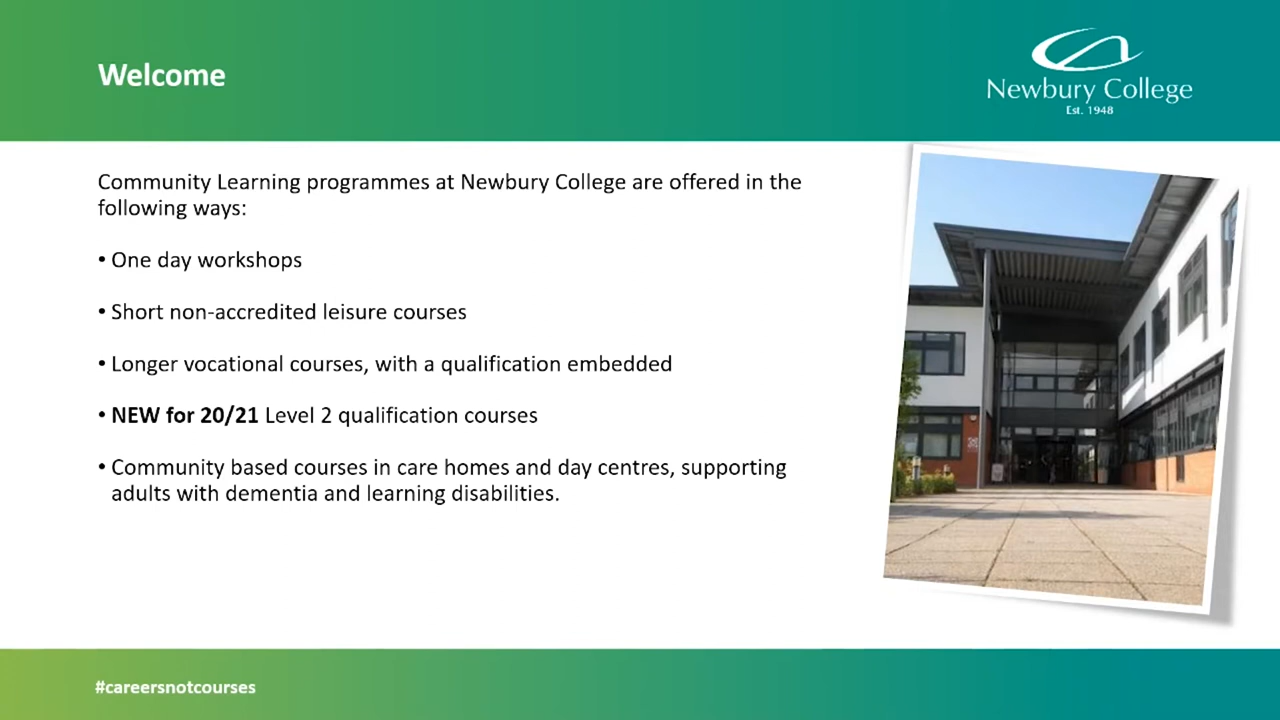 Welcome
Newbury College
Est. 1948
Community Learning programmes at Newbury College are offered in the
following ways:
• One day workshops
• Short non-accredited leisure courses
• Longer vocational courses, with a qualification embedded
• NEW for 20/21 Level 2 qualification courses
• Community based courses in care homes and day centres, supporting
adults with dementia and learning disabilities.
#careersnotcourses